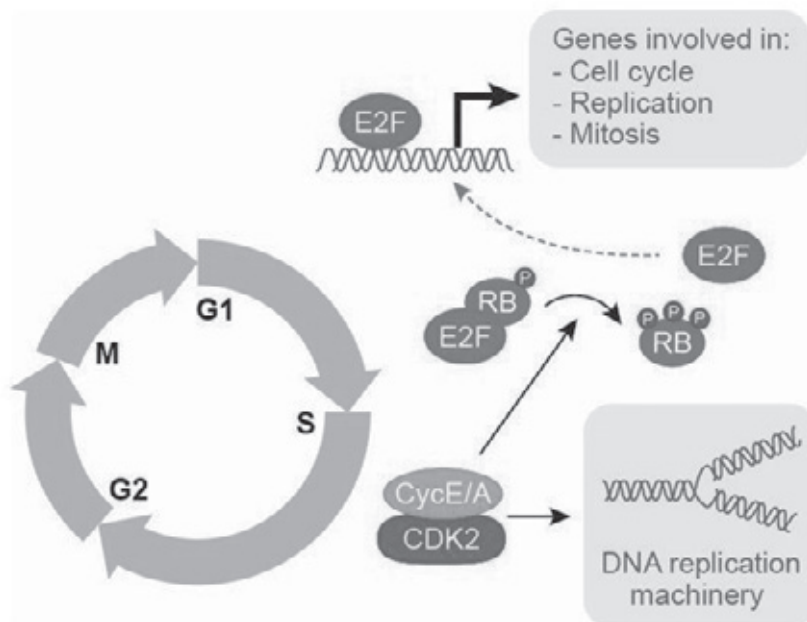 Genes involved in:
- Cell cycle
- Replication
- Mitosis
E2F
E2F
P
RB
E2F
P P P
RB
G1
M
S
G2
CycE/A
CDK2
DNA replication
machinery